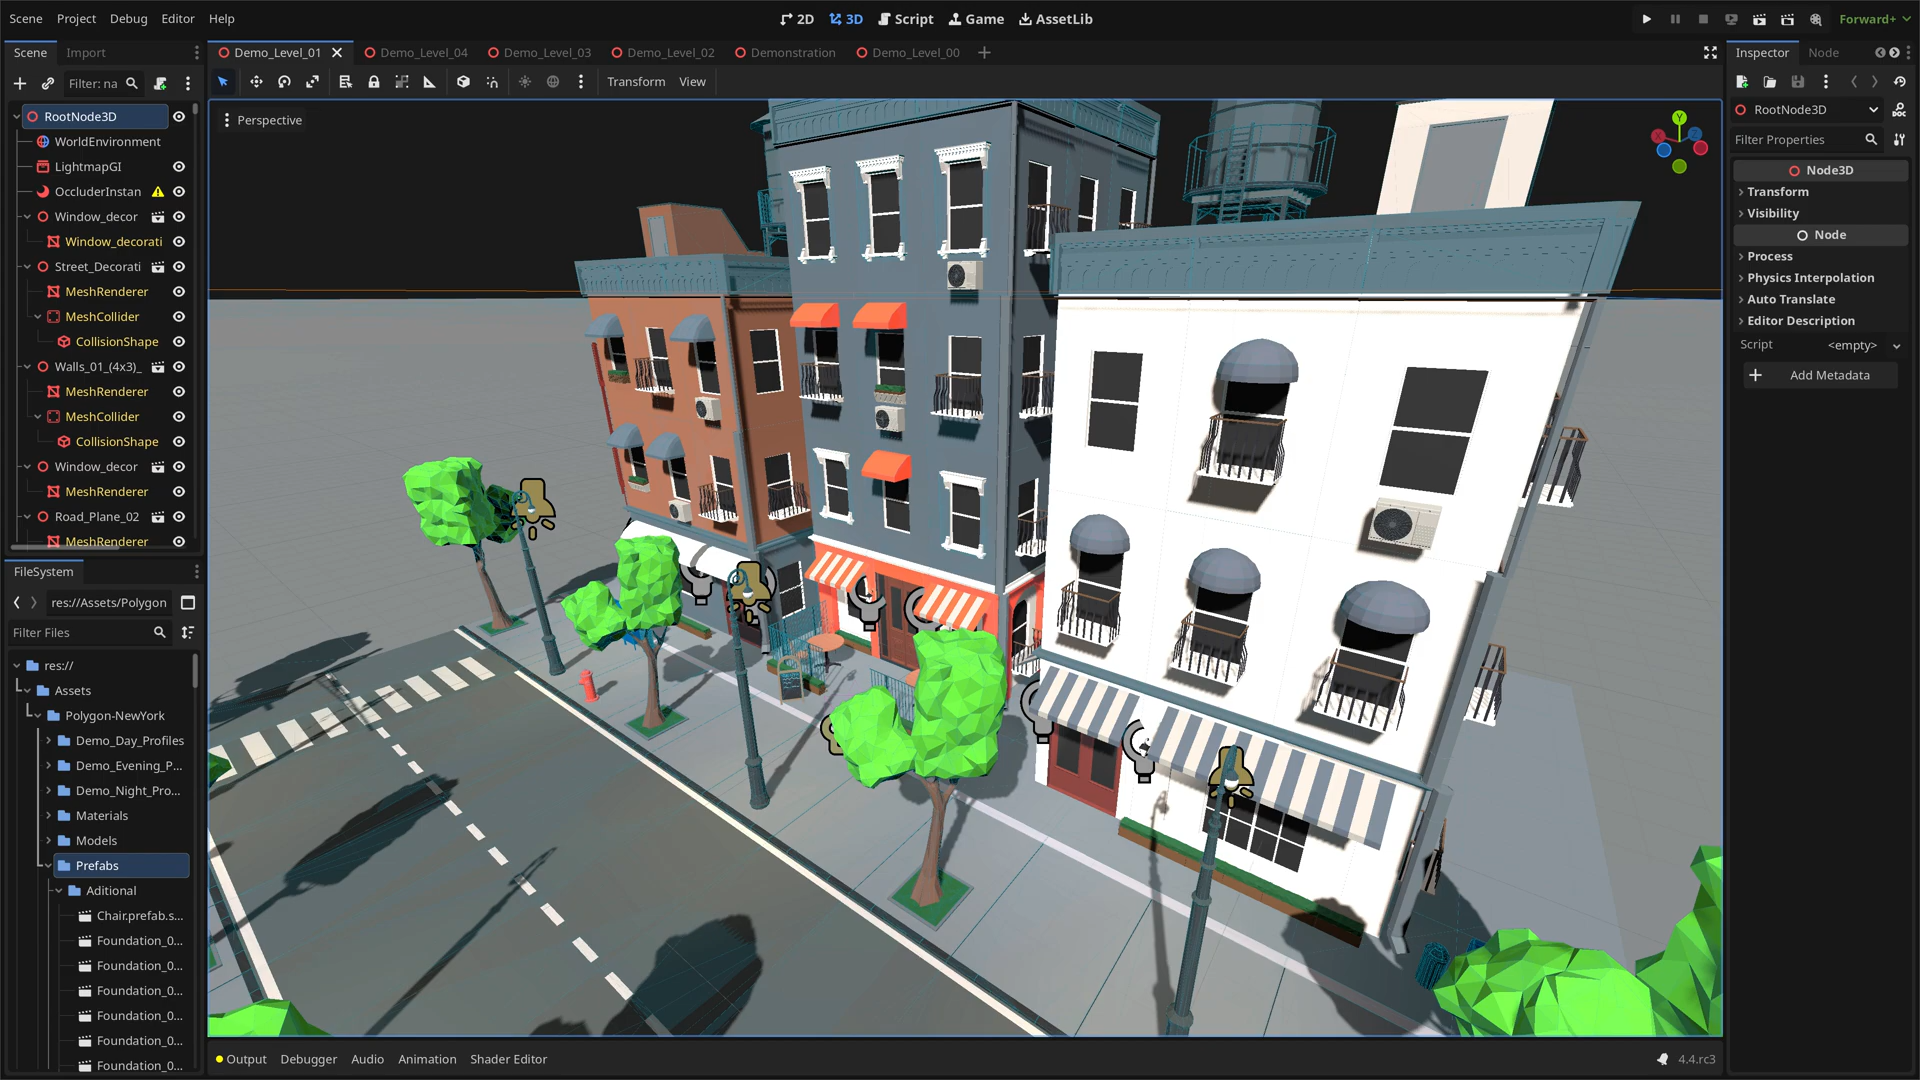 Scene Project Debug Editor Help
2D 3D Script Game AssetLib
Forward+
Scene Import
Demo_Level_01 Demo_Level_04 Demo_Level_03 Demo_Level_02 Demonstration Demo_Level_00
Inspector Node
Filter: na
Transform View
RootNode3D
WorldEnvironment
LightmapGI
OccluderInstan
Window_decor
Window_decorati
Street_Decorati
MeshRenderer
MeshCollider
CollisionShape
Walls_01_(4x3)_
MeshRenderer
MeshCollider
CollisionShape
Window_decor
MeshRenderer
Road_Plane_02
MeshRenderer
Perspective
Y
RootNode3D
Filter Properties
Node3D
Transform
Visibility
Node
Process
Physics Interpolation
Auto Translate
Editor Description
Script <empty>
Add Metadata
FileSystem
res://Assets/Polygon
Filter Files
res://
Assets
Polygon-NewYork
Demo_Day_Profiles
Demo_Evening_P...
Demo_Night_Pro...
Materials
Models
Prefabs
Aditional
Chair.prefab.s...
Foundation_0...
Foundation_0...
Foundation_0...
Foundation_0...
Foundation_0...
Foundation_0...
Output Debugger Audio Animation Shader Editor
4.4.rc3